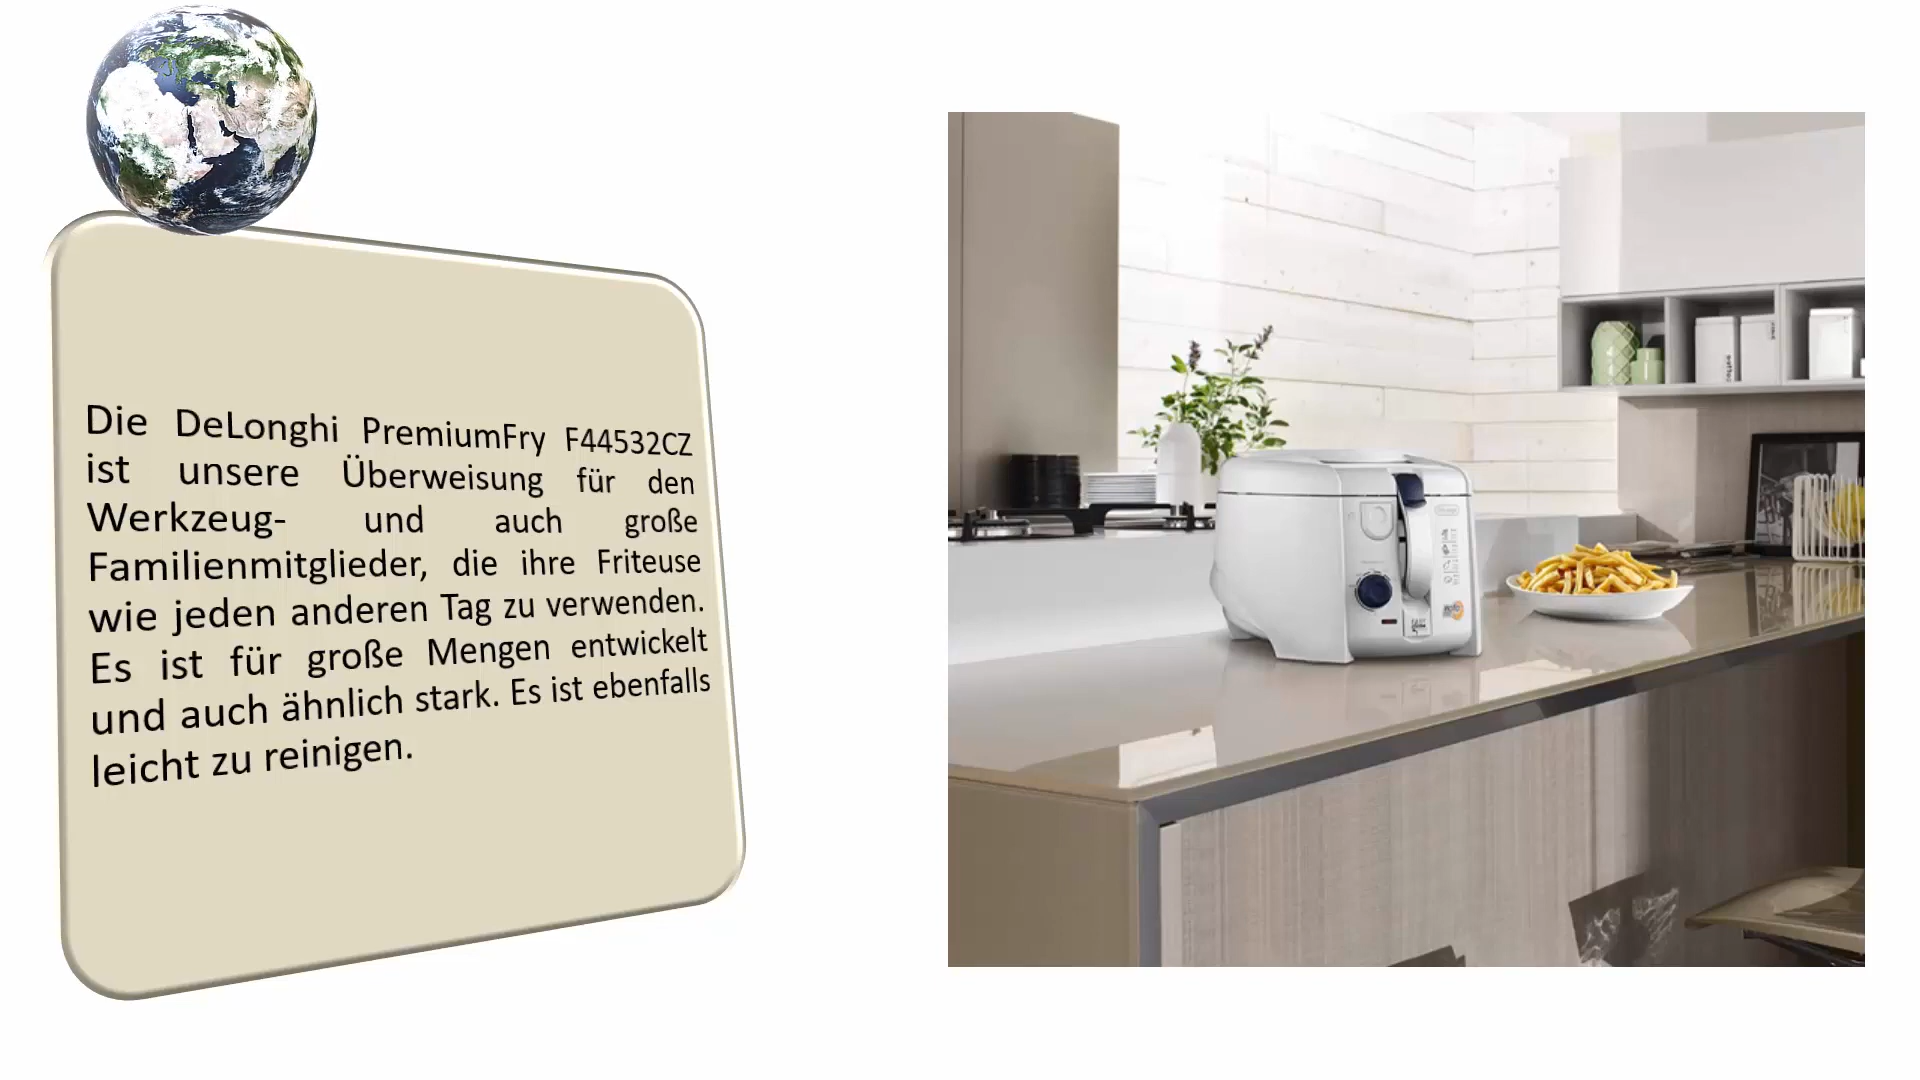 Die DeLonghi PremiumFry F44532CZ
ist unsere Überweisung für den
Werkzeug- und auch große
Familienmitglieder, die ihre Friteuse
wie jeden anderen Tag zu verwenden.
Es ist für große Mengen entwickelt
und auch ähnlich stark. Es ist ebenfalls
leicht zu reinigen.